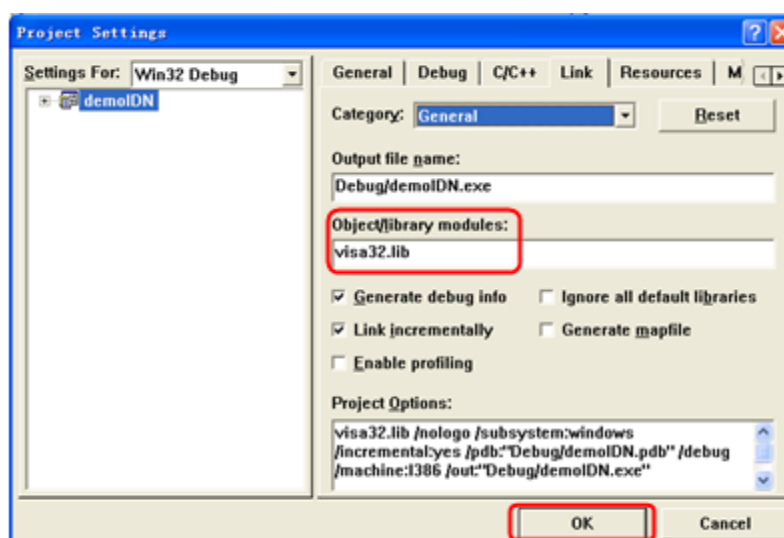 Project Settings
Settings For: Win32 Debug
demoIDN
General Debug C/C++ Link Resources M
Category: General Reset
Output file name:
Debug/demoIDN.exe
Object/library modules:
visa32.lib
Generate debug info Ignore all default libraries
Link incrementally Generate mapfile
Enable profiling
Project Options:
visa32.lib /nologo /subsystem:windows
/incremental:yes /pdb:"Debug/demoIDN.pdb" /debug
/machine:I386 /out:"Debug/demoIDN.exe"
OK Cancel